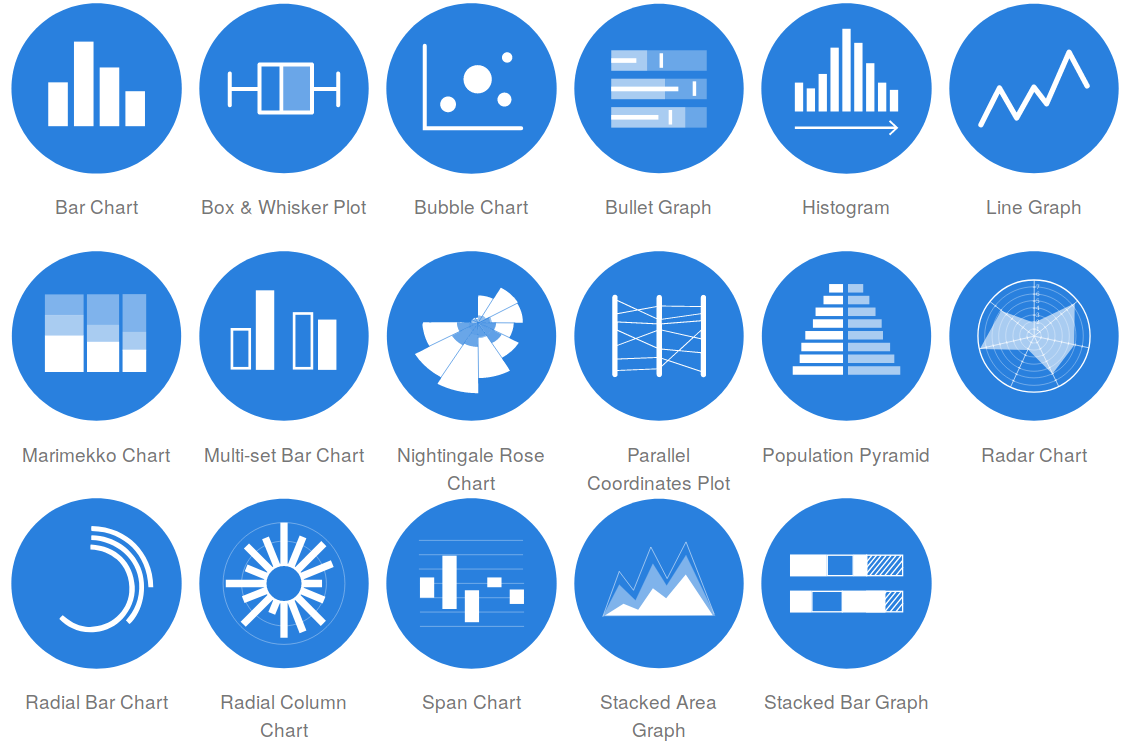 Bar Chart
Box & Whisker Plot
Bubble Chart
Bullet Graph
Histogram
Line Graph
Marimekko Chart
Multi-set Bar Chart
Nightingale Rose
Chart
Parallel
Coordinates Plot
Population Pyramid
Radar Chart
Radial Bar Chart
Radial Column
Chart
Span Chart
Stacked Area
Graph
Stacked Bar Graph